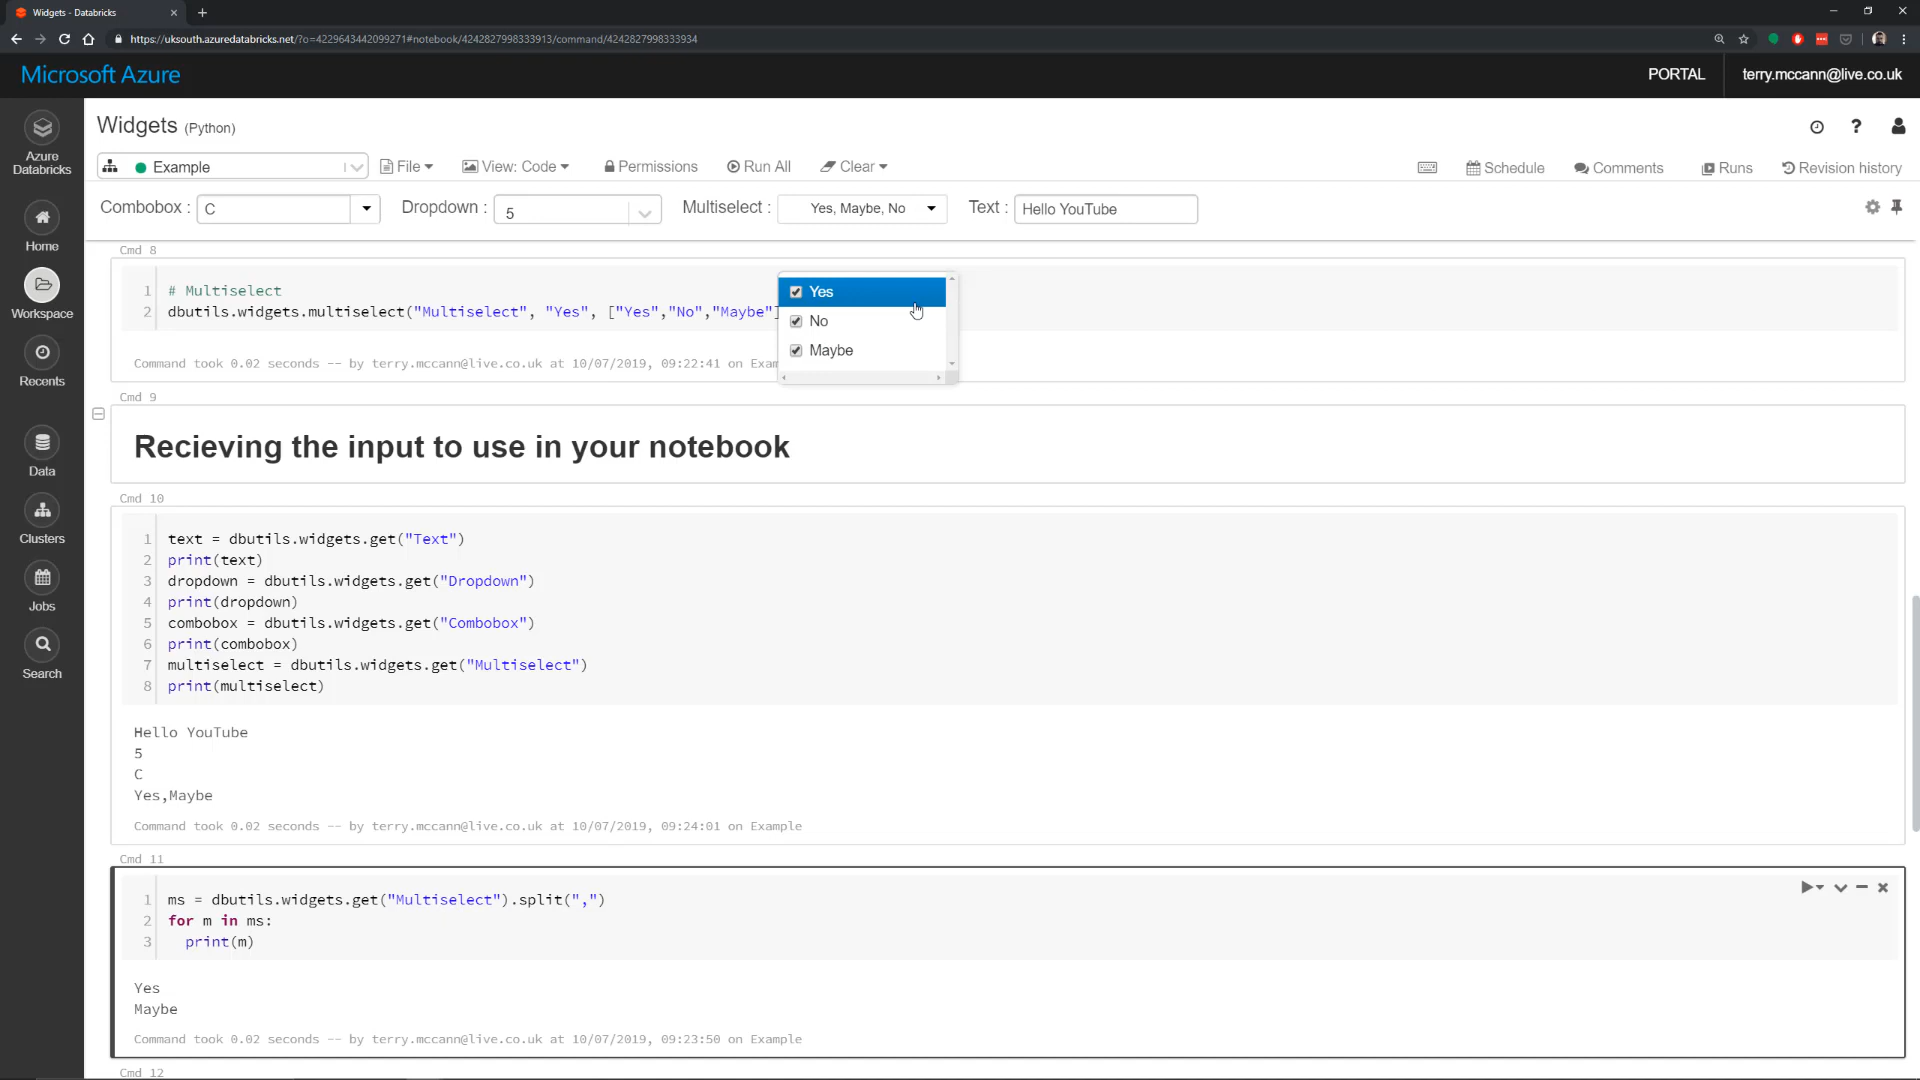 Widgets - Databricks
https://uksouth.azuredatabricks.net/?o=4229643442099271#notebook/4242827998333913/command/4242827998333934
Microsoft Azure
PORTAL
terry.mccann@live.co.uk
Azure Databricks
Home
Workspace
Recents
Data
Clusters
Jobs
Search
Widgets (Python)
Example
File
View: Code
Permissions
Run All
Clear
Schedule
Comments
Runs
Revision history
Combobox : C
Dropdown : 5
Multiselect : Yes, Maybe, No
Text : Hello YouTube
Cmd 8
1 # Multiselect
2 dbutils.widgets.multiselect("Multiselect", "Yes", ["Yes","No","Maybe"]
Yes
No
Maybe
Command took 0.02 seconds -- by terry.mccann@live.co.uk at 10/07/2019, 09:22:41 on Exam
Cmd 9
Recieving the input to use in your notebook
Cmd 10
1 text = dbutils.widgets.get("Text")
2 print(text)
3 dropdown = dbutils.widgets.get("Dropdown")
4 print(dropdown)
5 combobox = dbutils.widgets.get("Combobox")
6 print(combobox)
7 multiselect = dbutils.widgets.get("Multiselect")
8 print(multiselect)
Hello YouTube
5
C
Yes,Maybe
Command took 0.02 seconds -- by terry.mccann@live.co.uk at 10/07/2019, 09:24:01 on Example
Cmd 11
1 ms = dbutils.widgets.get("Multiselect").split(",")
2 for m in ms:
3 print(m)
Yes
Maybe
Command took 0.02 seconds -- by terry.mccann@live.co.uk at 10/07/2019, 09:23:50 on Example
Cmd 12